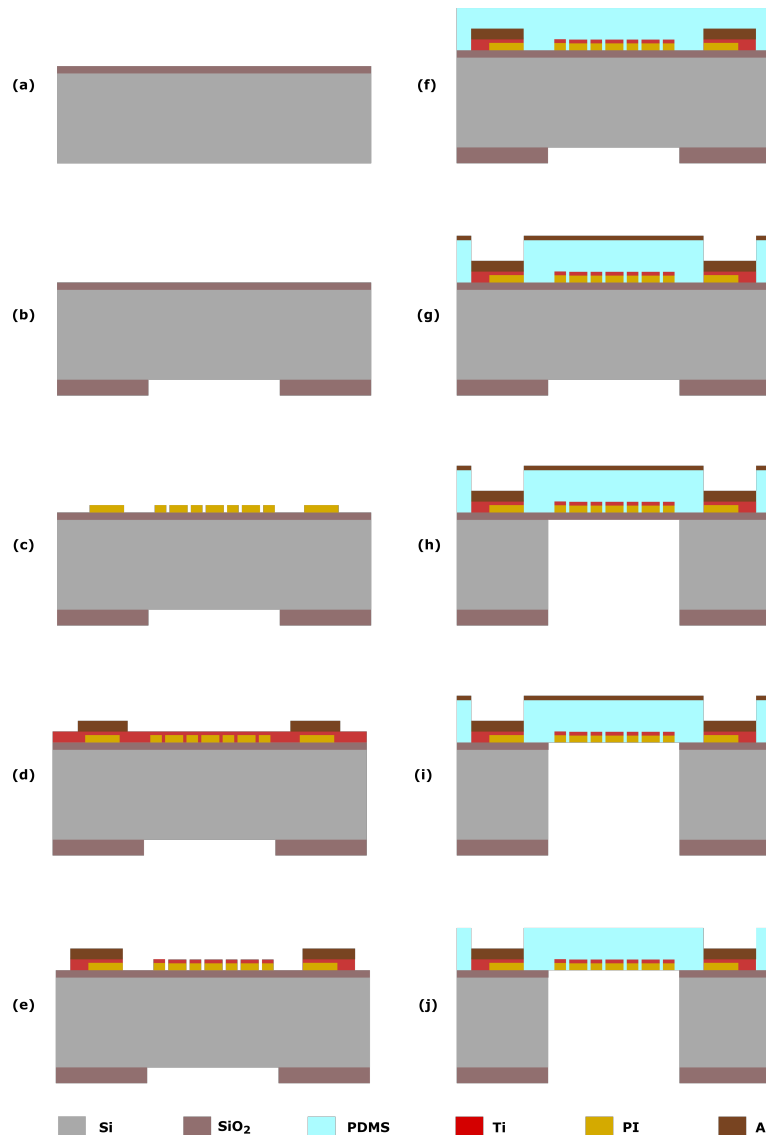 (a)
(b)
(c)
(d)
(e)
(f)
(g)
(h)
(i)
(j)
Si SiO₂ PDMS Ti PI A